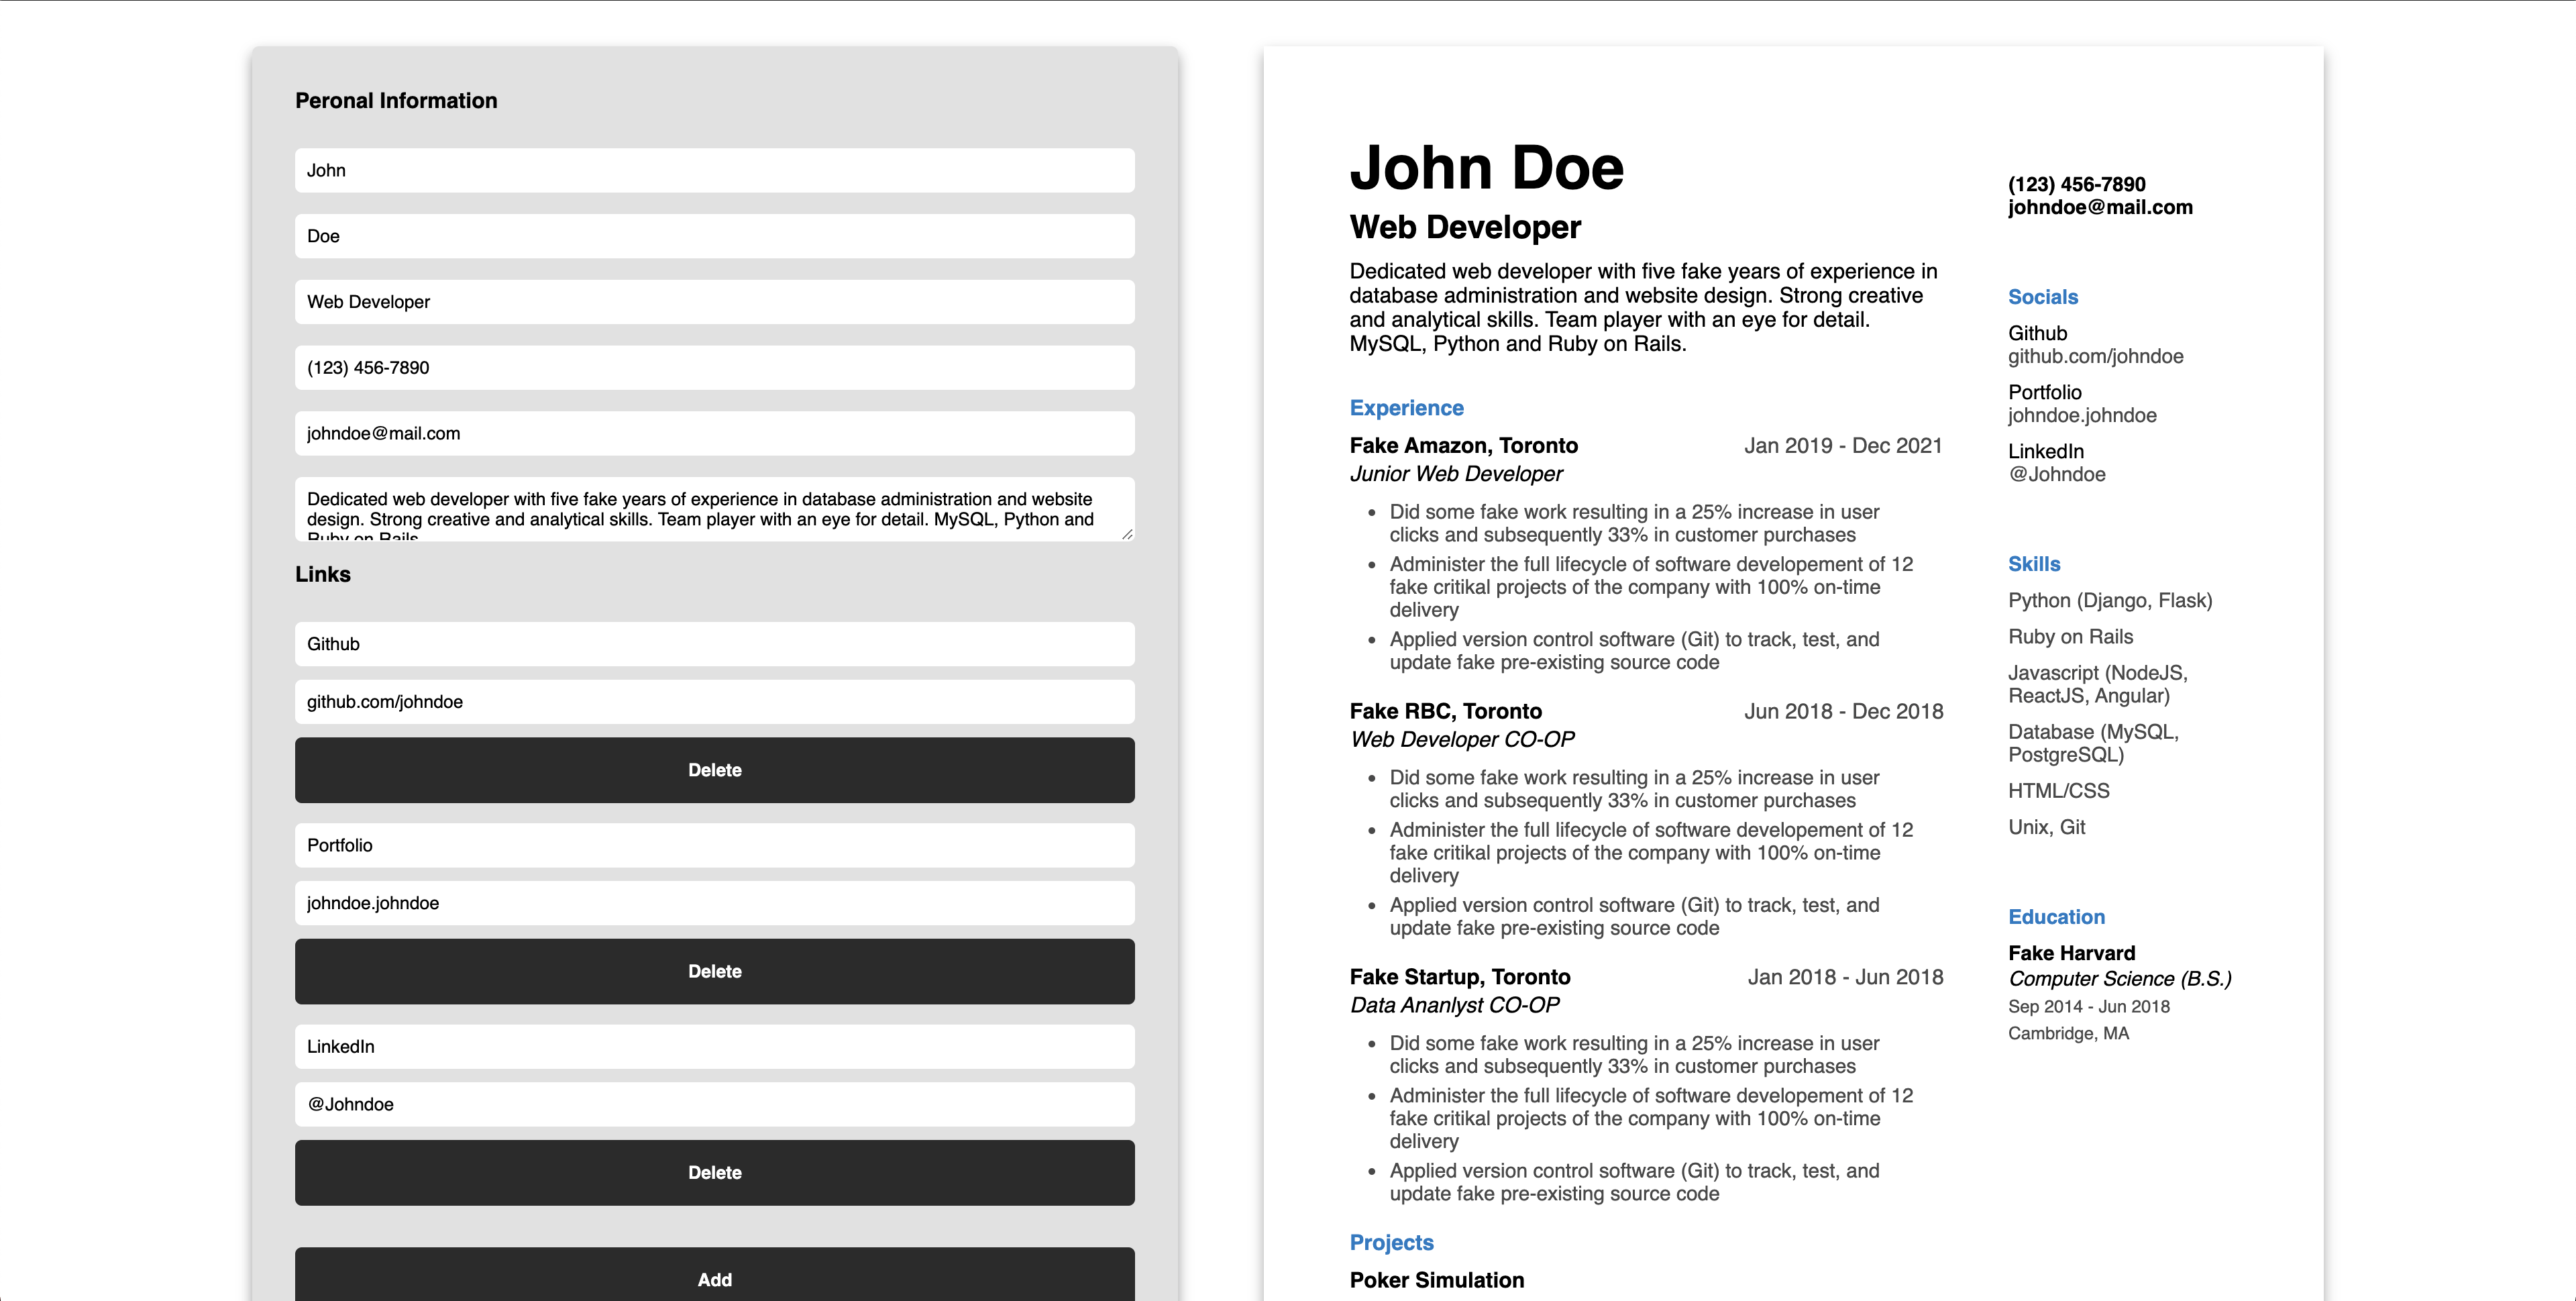 Peronal Information
John
Doe
Web Developer
(123) 456-7890
johndoe@mail.com
Dedicated web developer with five fake years of experience in database administration and website
design. Strong creative and analytical skills. Team player with an eye for detail. MySQL, Python and
Ruby on Rails.
Links
Github
github.com/johndoe
Delete
Portfolio
johndoe.johndoe
Delete
LinkedIn
@Johndoe
Delete
Add
John Doe
Web Developer
Dedicated web developer with five fake years of experience in
database administration and website design. Strong creative
and analytical skills. Team player with an eye for detail.
MySQL, Python and Ruby on Rails.
Experience
Fake Amazon, Toronto Jan 2019 - Dec 2021
Junior Web Developer
• Did some fake work resulting in a 25% increase in user
clicks and subsequently 33% in customer purchases
• Administer the full lifecycle of software developement of 12
fake critikal projects of the company with 100% on-time
delivery
• Applied version control software (Git) to track, test, and
update fake pre-existing source code
Fake RBC, Toronto Jun 2018 - Dec 2018
Web Developer CO-OP
• Did some fake work resulting in a 25% increase in user
clicks and subsequently 33% in customer purchases
• Administer the full lifecycle of software developement of 12
fake critikal projects of the company with 100% on-time
delivery
• Applied version control software (Git) to track, test, and
update fake pre-existing source code
Fake Startup, Toronto Jan 2018 - Jun 2018
Data Ananlyst CO-OP
• Did some fake work resulting in a 25% increase in user
clicks and subsequently 33% in customer purchases
• Administer the full lifecycle of software developement of 12
fake critikal projects of the company with 100% on-time
delivery
• Applied version control software (Git) to track, test, and
update fake pre-existing source code
Projects
Poker Simulation
(123) 456-7890
johndoe@mail.com
Socials
Github
github.com/johndoe
Portfolio
johndoe.johndoe
LinkedIn
@Johndoe
Skills
Python (Django, Flask)
Ruby on Rails
Javascript (NodeJS,
ReactJS, Angular)
Database (MySQL,
PostgreSQL)
HTML/CSS
Unix, Git
Education
Fake Harvard
Computer Science (B.S.)
Sep 2014 - Jun 2018
Cambridge, MA